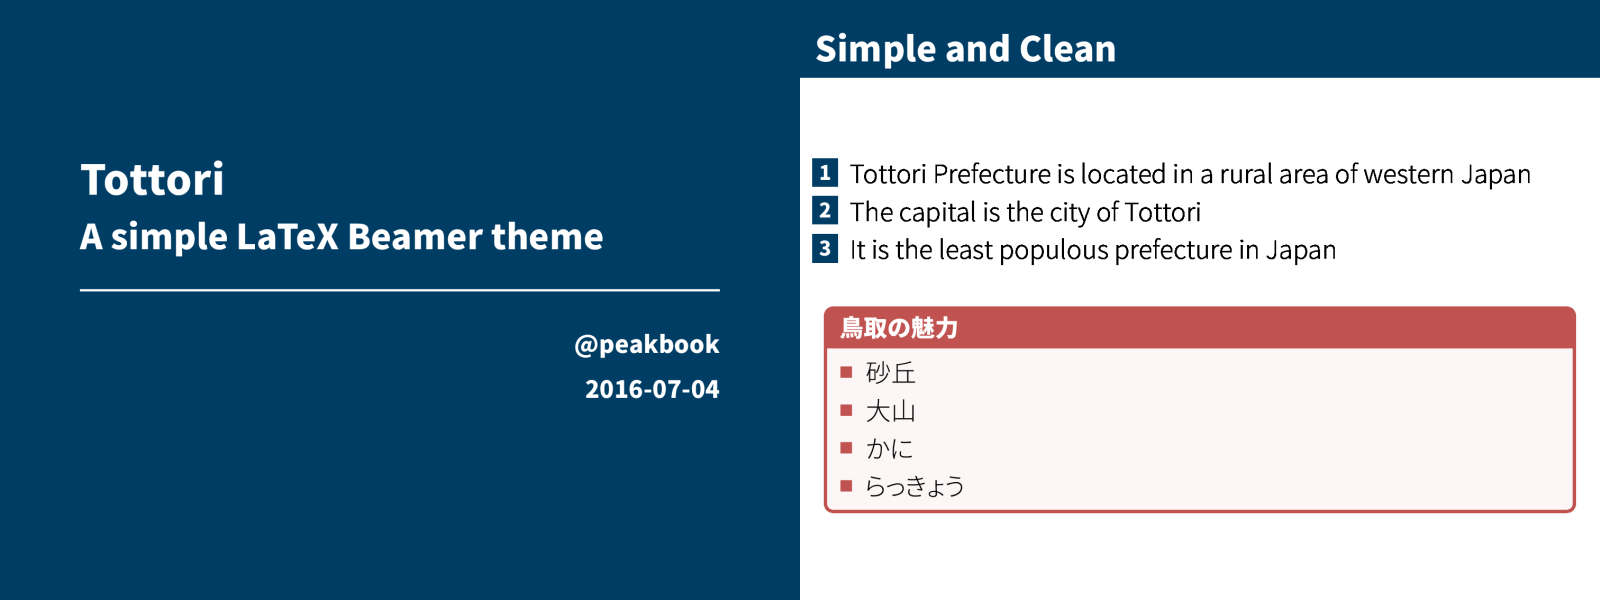 Tottori
A simple LaTeX Beamer theme
@peakbook
2016-07-04
Simple and Clean
1 Tottori Prefecture is located in a rural area of western Japan
2 The capital is the city of Tottori
3 It is the least populous prefecture in Japan
鳥取の魅力
砂丘
大山
かに
らっきょう